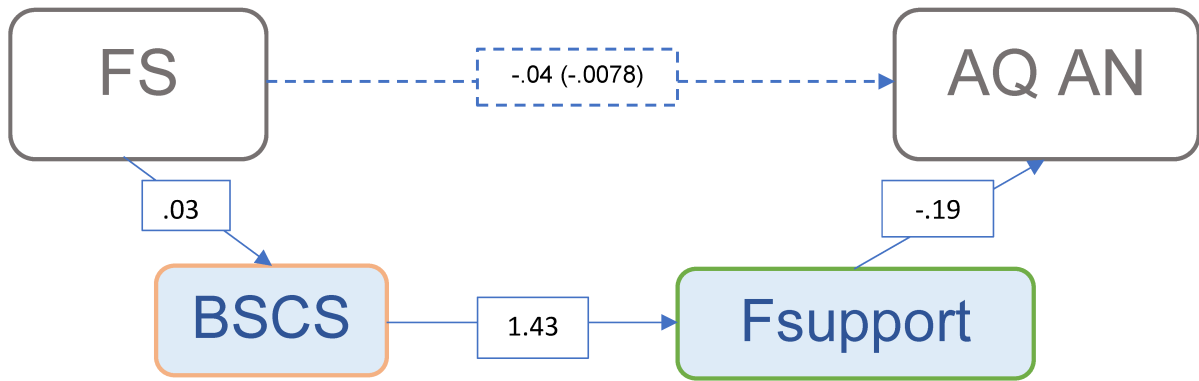 FS
-.04 (-.0078)
AQ AN
.03
-.19
BSCS
1.43
Fsupport